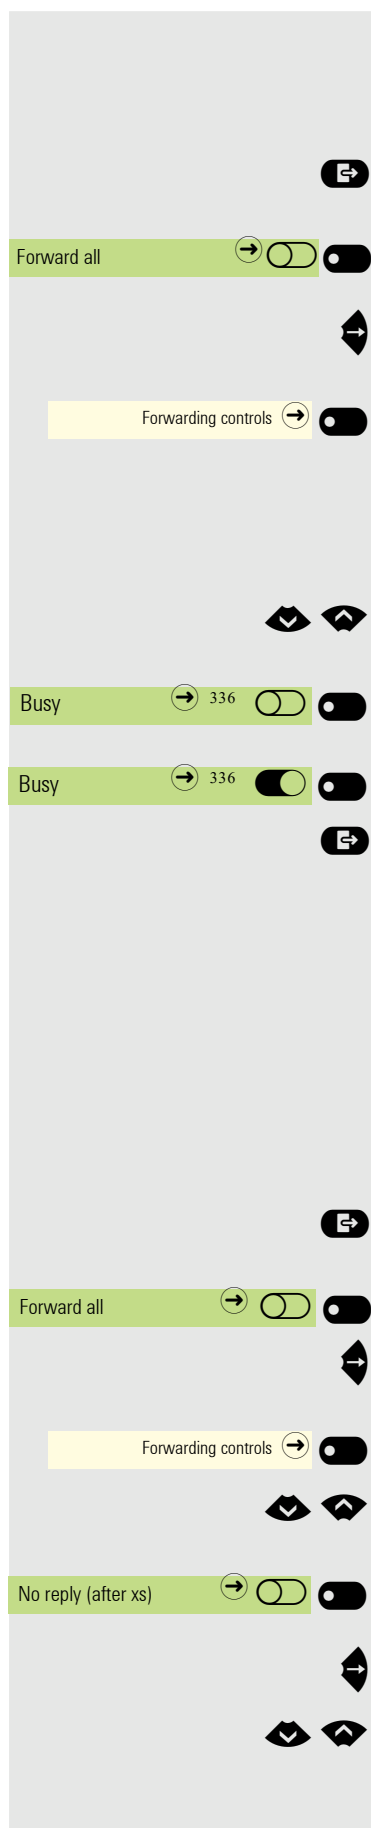 Forward all
Forwarding controls
Busy 336
Busy 336
Forward all
Forwarding controls
No reply (after xs)